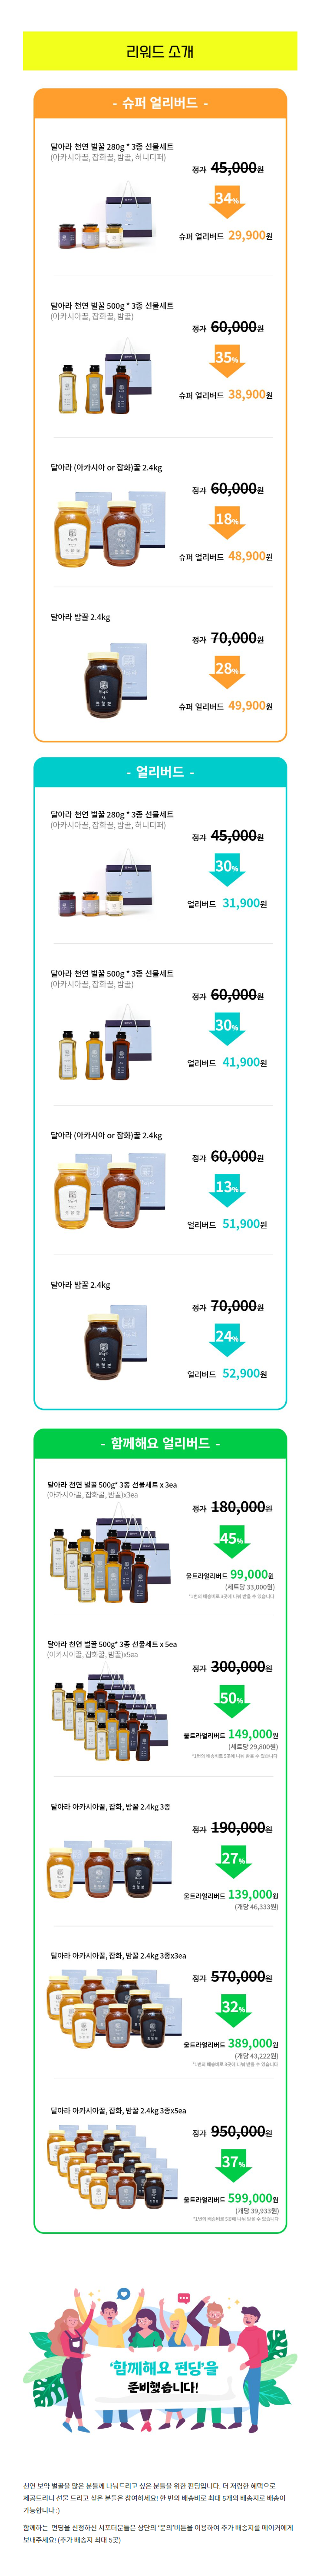 리워드 소개
- 슈퍼 얼리버드 -
달아라 천연 벌꿀 280g * 3종 선물세트
(아카시아꿀, 잡화꿀, 밤꿀, 허니디퍼)
정가 45,000원
34%
슈퍼 얼리버드 29,900원
달아라 천연 벌꿀 500g * 3종 선물세트
(아카시아꿀, 잡화꿀, 밤꿀)
정가 60,000원
35%
슈퍼 얼리버드 38,900원
달아라 (아카시아 or 잡화)꿀 2.4kg
정가 60,000원
18%
슈퍼 얼리버드 48,900원
달아라 밤꿀 2.4kg
정가 70,000원
28%
슈퍼 얼리버드 49,900원
- 얼리버드 -
달아라 천연 벌꿀 280g * 3종 선물세트
(아카시아꿀, 잡화꿀, 밤꿀, 허니디퍼)
정가 45,000원
30%
얼리버드 31,900원
달아라 천연 벌꿀 500g * 3종 선물세트
(아카시아꿀, 잡화꿀, 밤꿀)
정가 60,000원
30%
얼리버드 41,900원
달아라 (아카시아 or 잡화)꿀 2.4kg
정가 60,000원
13%
얼리버드 51,900원
달아라 밤꿀 2.4kg
정가 70,000원
24%
얼리버드 52,900원
- 함께해요 얼리버드 -
달아라 천연 벌꿀 500g* 3종 선물세트 x 3ea
(아카시아꿀, 잡화꿀, 밤꿀)x3ea
정가 180,000원
45%
울트라얼리버드 99,000원
(세트당 33,000원)
*1번의 배송비로 3곳에 나눠 받을 수 있습니다
달아라 천연 벌꿀 500g* 3종 선물세트 x 5ea
(아카시아꿀, 잡화꿀, 밤꿀)x5ea
정가 300,000원
50%
울트라얼리버드 149,000원
(세트당 29,800원)
*1번의 배송비로 5곳에 나눠 받을 수 있습니다
달아라 아카시아꿀, 잡화, 밤꿀 2.4kg 3종
정가 190,000원
27%
울트라얼리버드 139,000원
(개당 46,333원)
달아라 아카시아꿀, 잡화, 밤꿀 2.4kg 3종x3ea
정가 570,000원
32%
울트라얼리버드 389,000원
(개당 43,222원)
*1번의 배송비로 3곳에 나눠 받을 수 있습니다
달아라 아카시아꿀, 잡화, 밤꿀 2.4kg 3종x5ea
정가 950,000원
37%
울트라얼리버드 599,000원
(개당 39,933원)
*1번의 배송비로 5곳에 나눠 받을 수 있습니다
'함께해요 펀딩'을
준비했습니다!
천연 보약 벌꿀을 많은 분들께 나눠드리고 싶은 분들을 위한 펀딩입니다. 더 저렴한 혜택으로
제공드리니 선물 드리고 싶은 분들은 참여하세요! 한 번의 배송비로 최대 5개의 배송지로 배송이
가능합니다 :)
함께하는 펀딩을 신청하신 서포터분들은 상단의 '문의'버튼을 이용하여 추가 배송지를 메이커에게
보내주세요! (추가 배송지 최대 5곳)